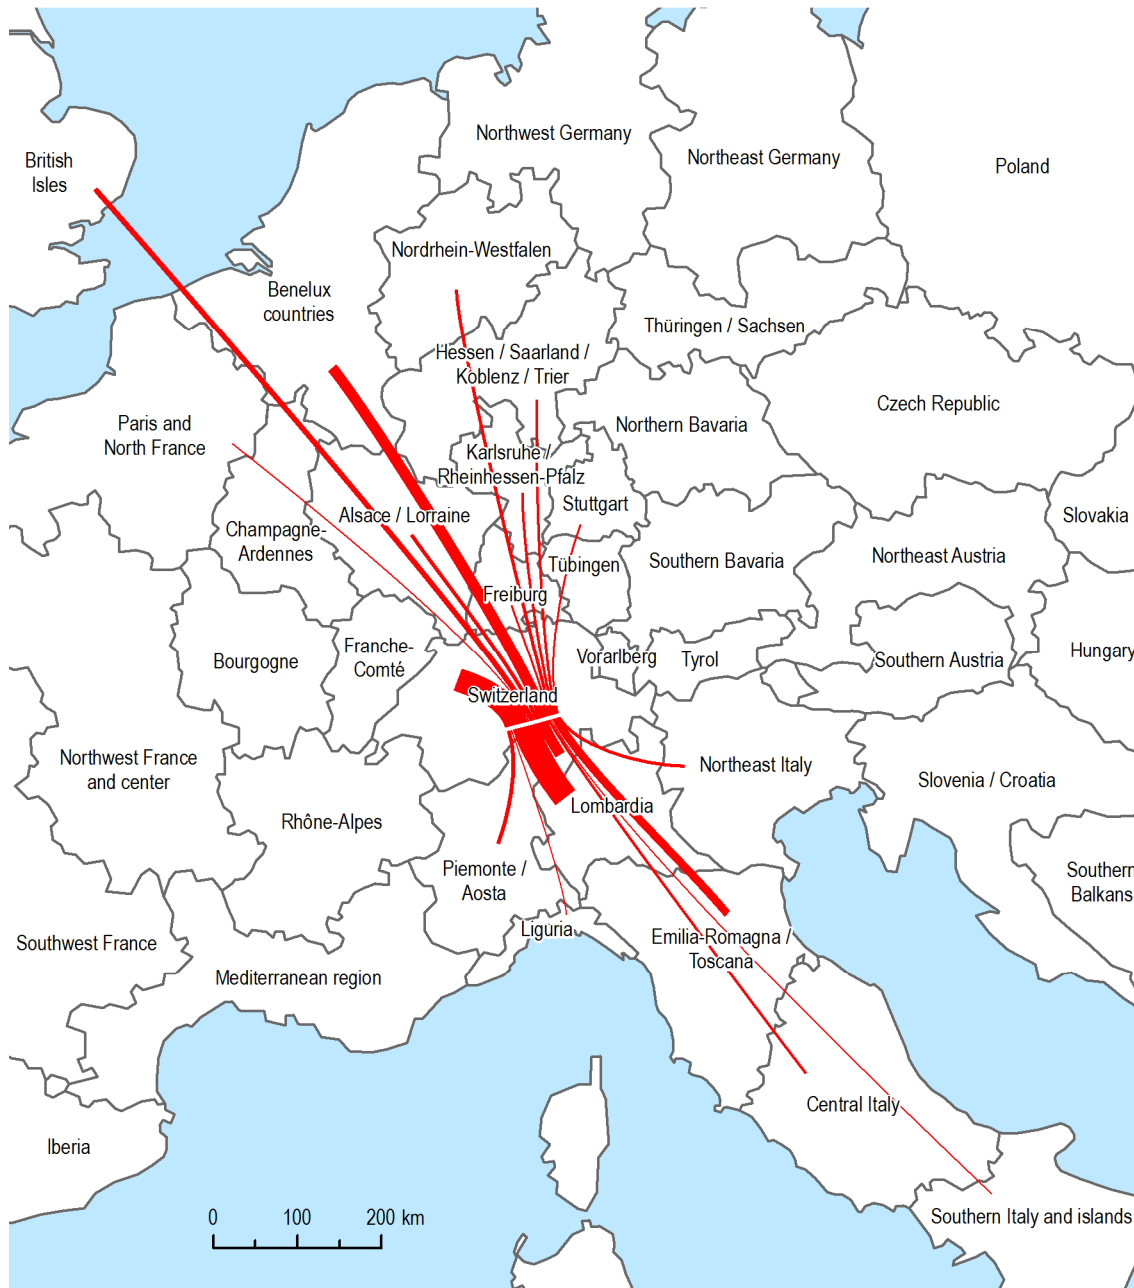 Northwest Germany
Northeast Germany
British
Isles
Poland
Nordrhein-Westfalen
Benelux
countries
Thüringen / Sachsen
Hessen / Saarland /
Koblenz / Trier
Czech Republic
Paris and
North France
Northern Bavaria
Karlsruhe /
Rheinhessen-Pfalz
Stuttgart
Slovakia
Alsace / Lorraine
Champagne-
Ardennes
Northeast Austria
Tübingen
Southern Bavaria
Freiburg
Franche-
Comté
Bourgogne
Vorarlberg
Tyrol
Southern Austria
Hungary
Switzerland
Northwest France
and center
Northeast Italy
Slovenia / Croatia
Lombardia
Rhône-Alpes
Piemonte /
Aosta
Southern
Balkans
Liguria
Southwest France
Emilia-Romagna /
Toscana
Mediterranean region
Central Italy
Iberia
0 100 200 km
Southern Italy and islands